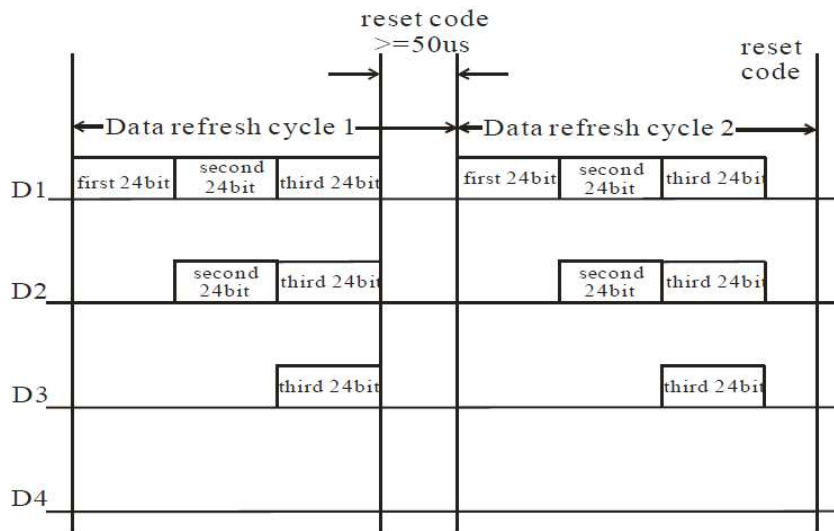 reset code
>=50us
reset
code
Data refresh cycle 1
Data refresh cycle 2
D1
first 24bit
second
24bit
third 24bit
first 24bit
second
24bit
third 24bit
D2
second
24bit
third 24bit
second
24bit
third 24bit
D3
third 24bit
third 24bit
D4